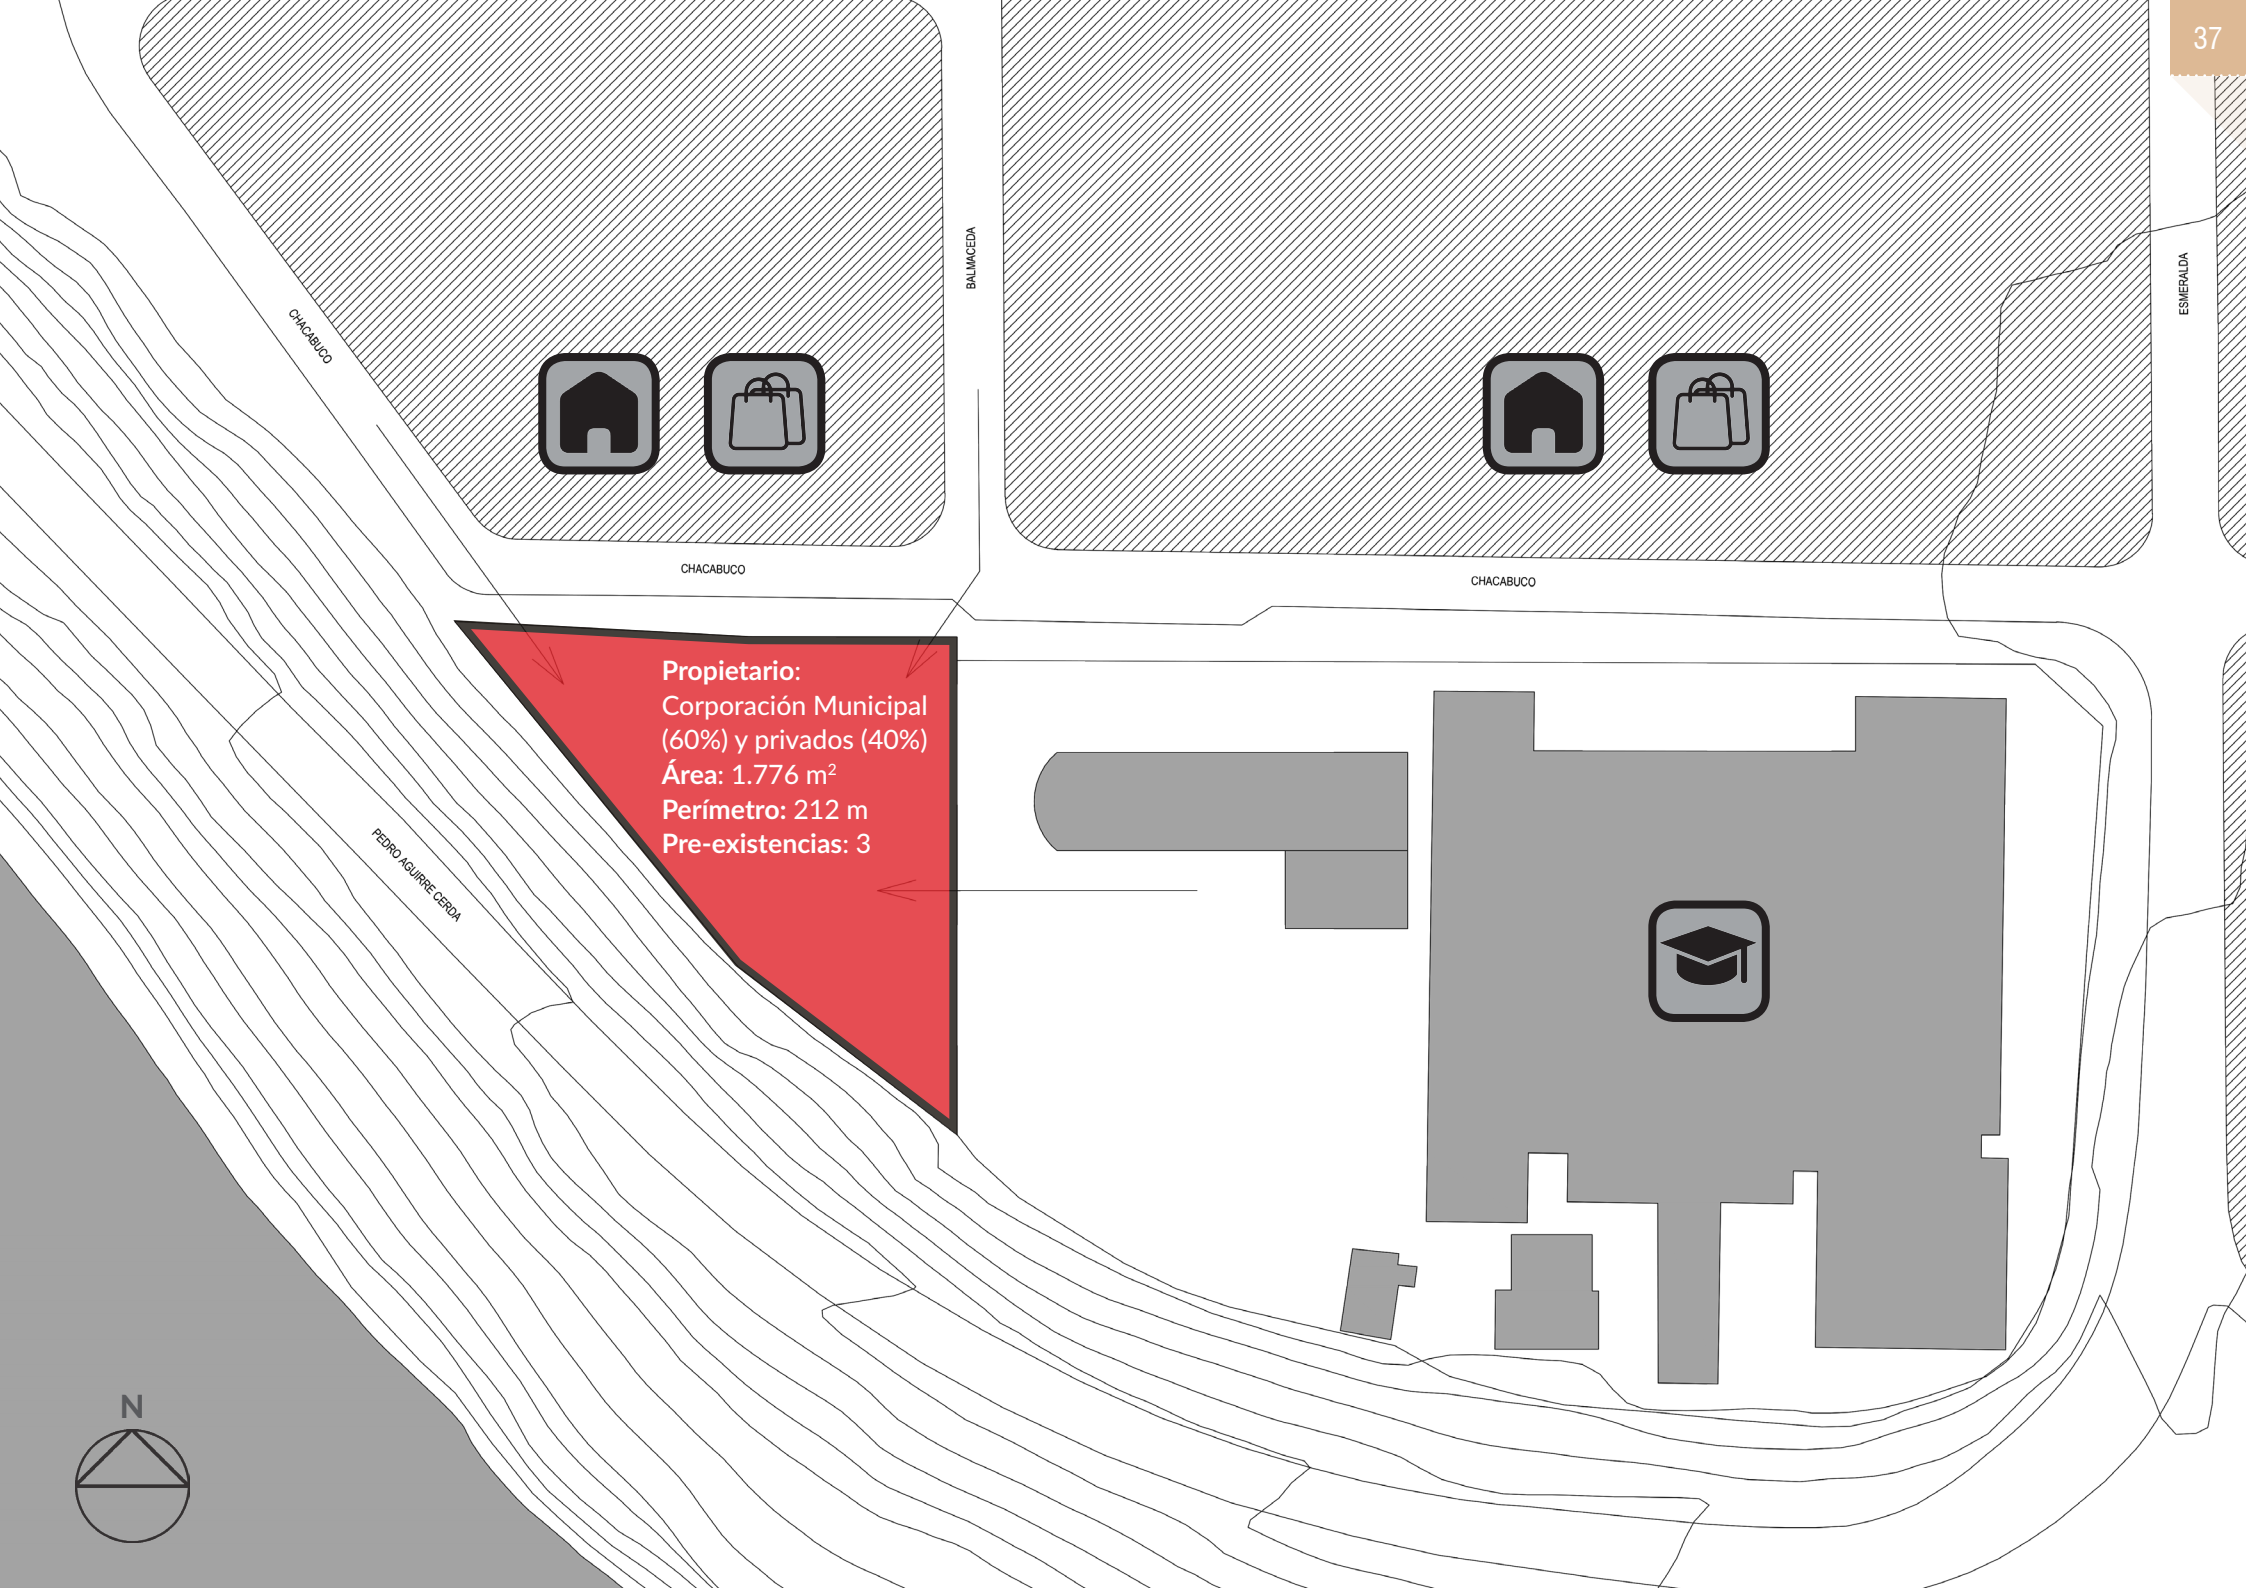 37
BALMACEDA
ESMERALDA
CHACABUCO
CHACABUCO
CHACABUCO
Propietario:
Corporación Municipal
(60%) y privados (40%)
Área: 1.776 m²
Perímetro: 212 m
Pre-existencias: 3
PEDRO AGUIRRE CERDA
N